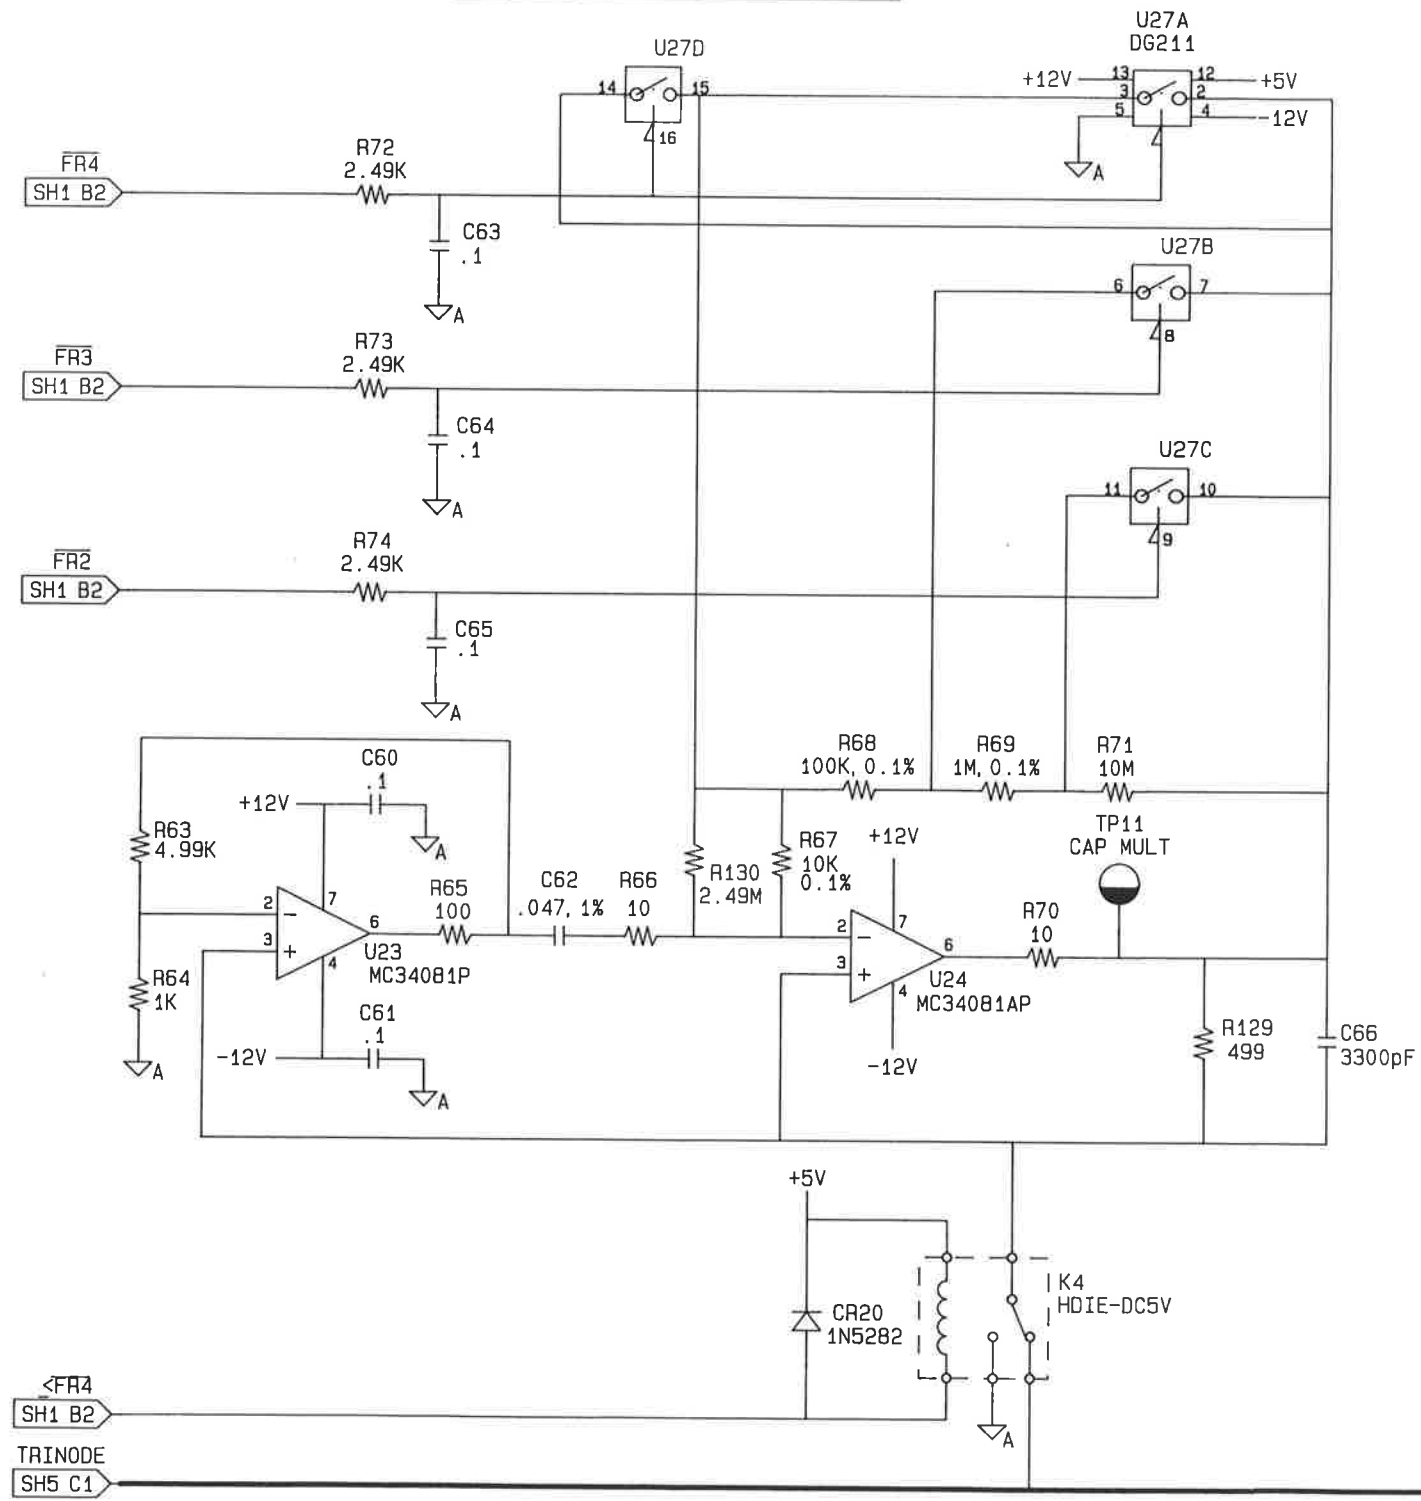 U27D
U27A
DG211
14
15
16
+12V
13
3
5
12
2
4
+5V
-12V
A
FR4
SH1 B2
R72
2.49K
C63
.1
A
U27B
6
7
8
FR3
SH1 B2
R73
2.49K
C64
.1
A
U27C
11
10
9
FR2
SH1 B2
R74
2.49K
C65
.1
A
C60
.1
+12V
A
R63
4.99K
R68
100K, 0.1%
R69
1M, 0.1%
R71
10M
TP11
CAP MULT
R130
2.49M
R67
10K
0.1%
+12V
2
3
7
6
4
U23
MC34081P
R65
100
C62
.047, 1%
R66
10
2
3
7
6
4
U24
MC34081AP
R70
10
R64
1K
A
C61
.1
-12V
A
-12V
R129
499
C66
3300pF
+5V
CR20
1N5282
K4
HDIE-DC5V
A
<FR4
SH1 B2
TRINODE
SH5 C1